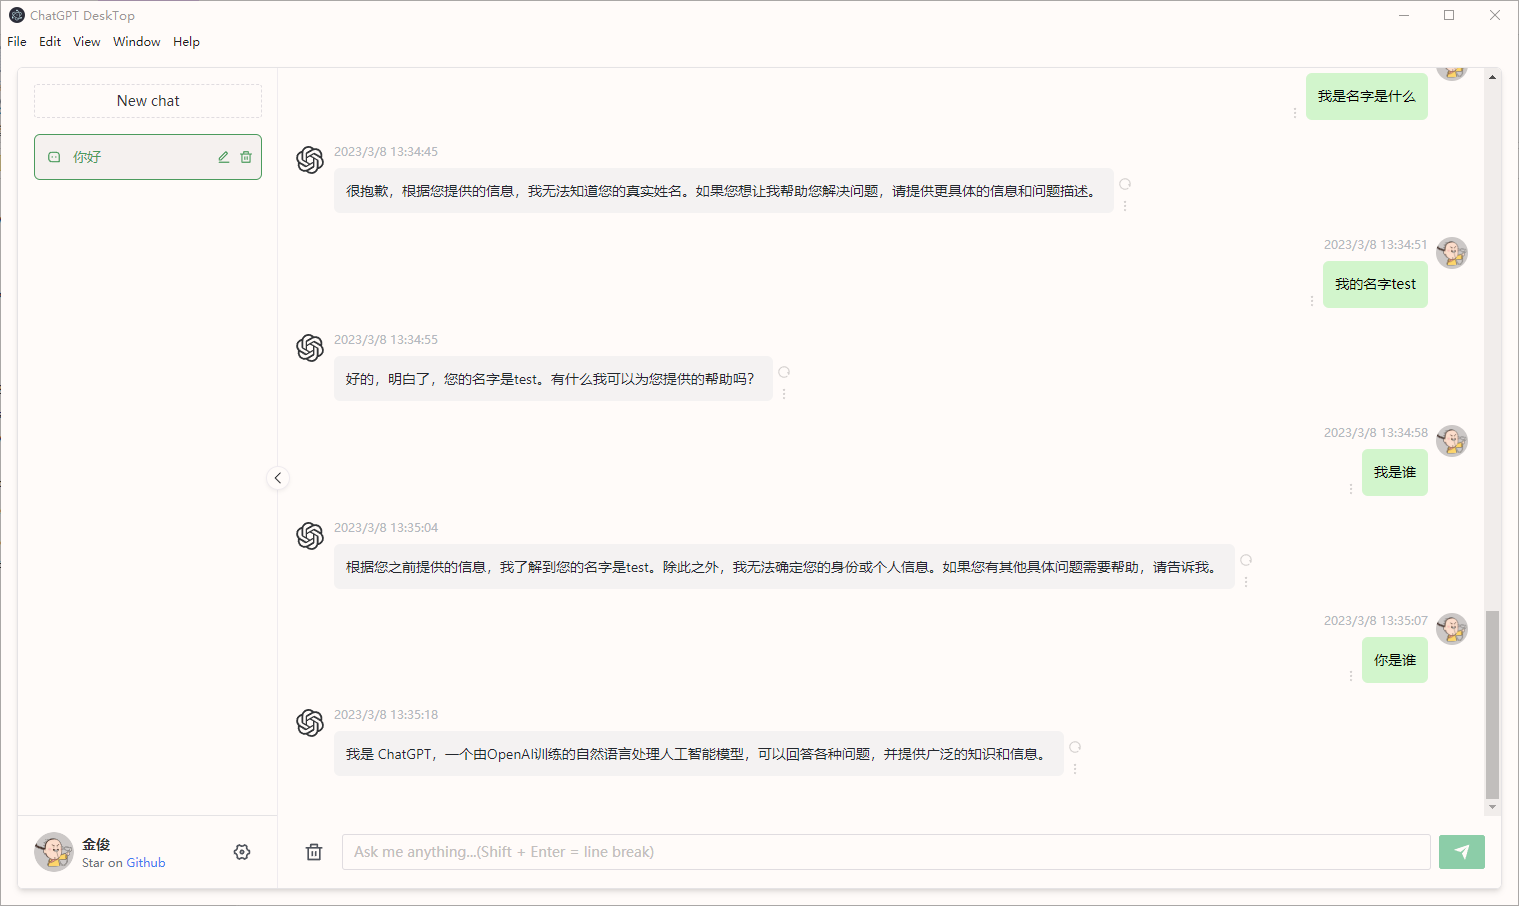 ChatGPT DeskTop
File Edit View Window Help
New chat
你好
我是名字是什么
2023/3/8 13:34:45
很抱歉，根据您提供的信息，我无法知道您的真实姓名。如果您想让我帮助您解决问题，请提供更具体的信息和问题描述。
2023/3/8 13:34:51
我的名字test
2023/3/8 13:34:55
好的，明白了，您的名字是test。有什么我可以为您提供的帮助吗？
2023/3/8 13:34:58
我是谁
2023/3/8 13:35:04
根据您之前提供的信息，我了解到您的名字是test。除此之外，我无法确定您的身份或个人信息。如果您有其他具体问题需要帮助，请告诉我。
2023/3/8 13:35:07
你是谁
2023/3/8 13:35:18
我是 ChatGPT，一个由OpenAI训练的自然语言处理人工智能模型，可以回答各种问题，并提供广泛的知识和信息。
金俊
Star on Github
Ask me anything...(Shift + Enter = line break)